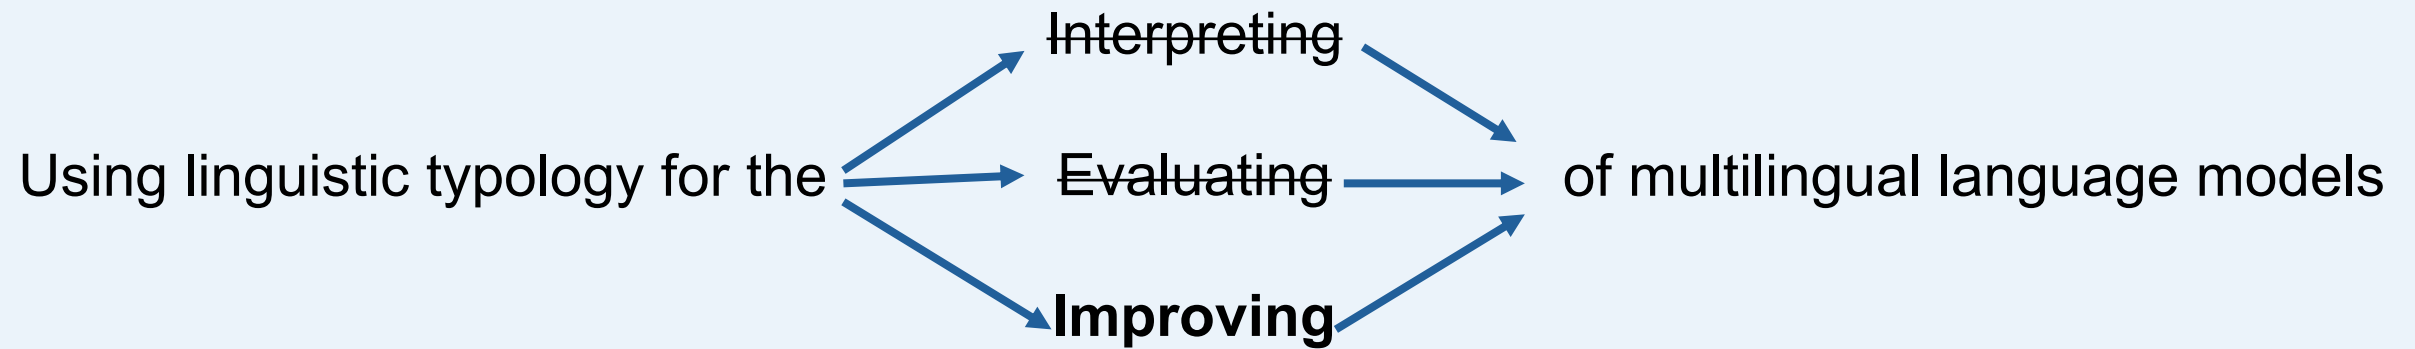 Interpreting
Using linguistic typology for the Evaluating of multilingual language models
Improving